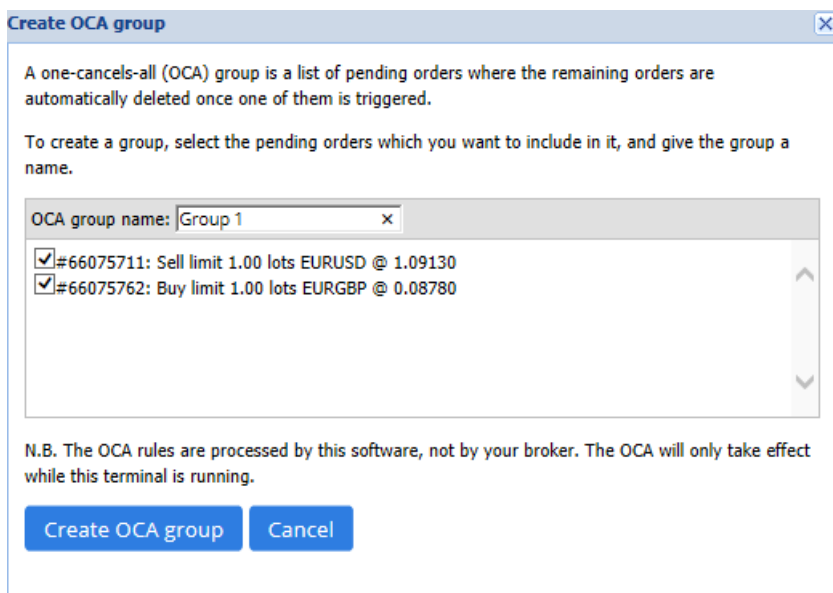 Create OCA group
A one-cancels-all (OCA) group is a list of pending orders where the remaining orders are
automatically deleted once one of them is triggered.
To create a group, select the pending orders which you want to include in it, and give the group a
name.
OCA group name: Group 1
#66075711: Sell limit 1.00 lots EURUSD @ 1.09130
#66075762: Buy limit 1.00 lots EURGBP @ 0.08780
N.B. The OCA rules are processed by this software, not by your broker. The OCA will only take effect
while this terminal is running.
Create OCA group Cancel